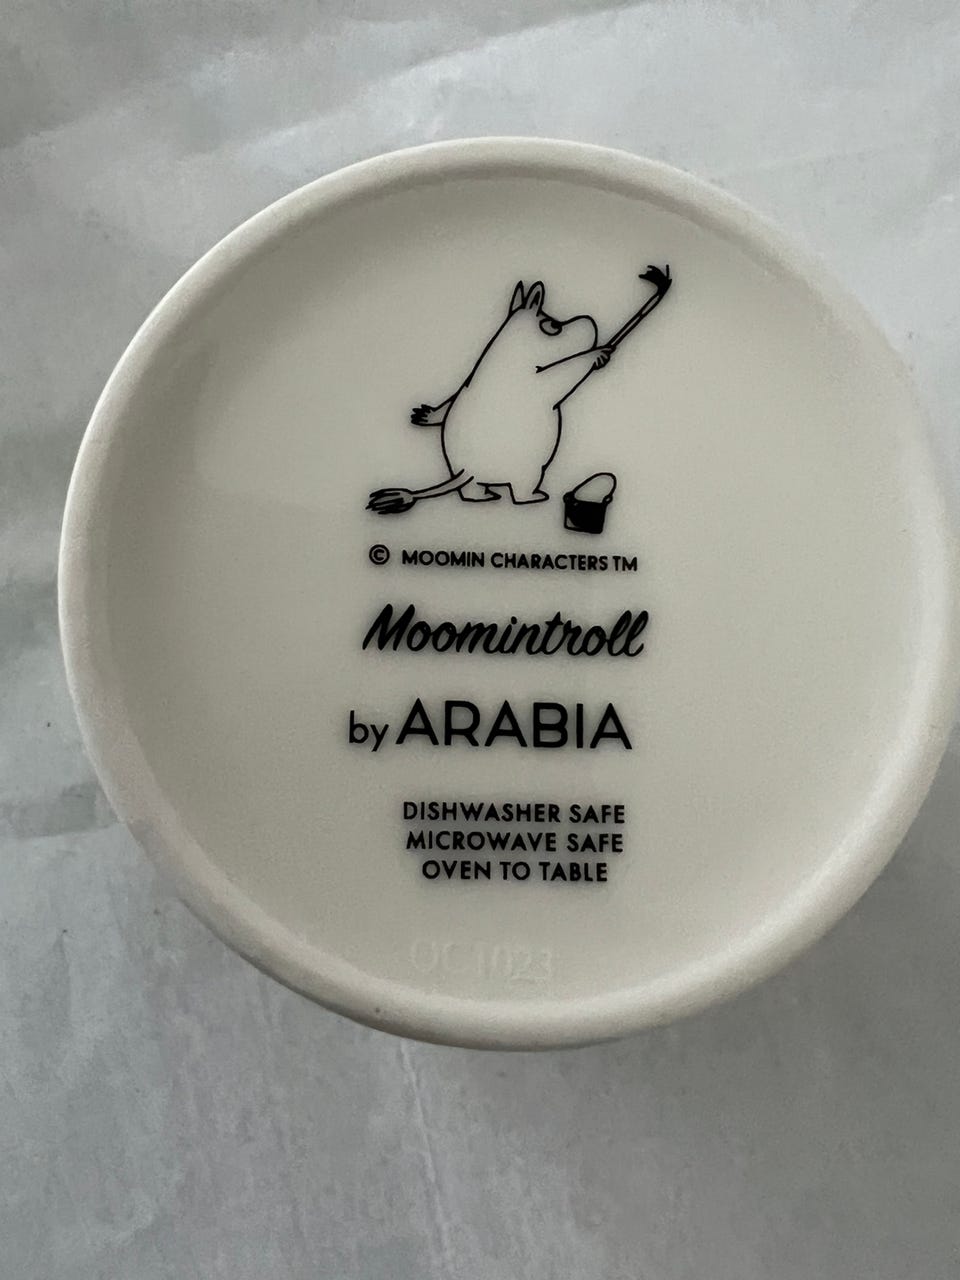 © MOOMIN CHARACTERS TM
Moomintroll
by ARABIA
DISHWASHER SAFE
MICROWAVE SAFE
OVEN TO TABLE